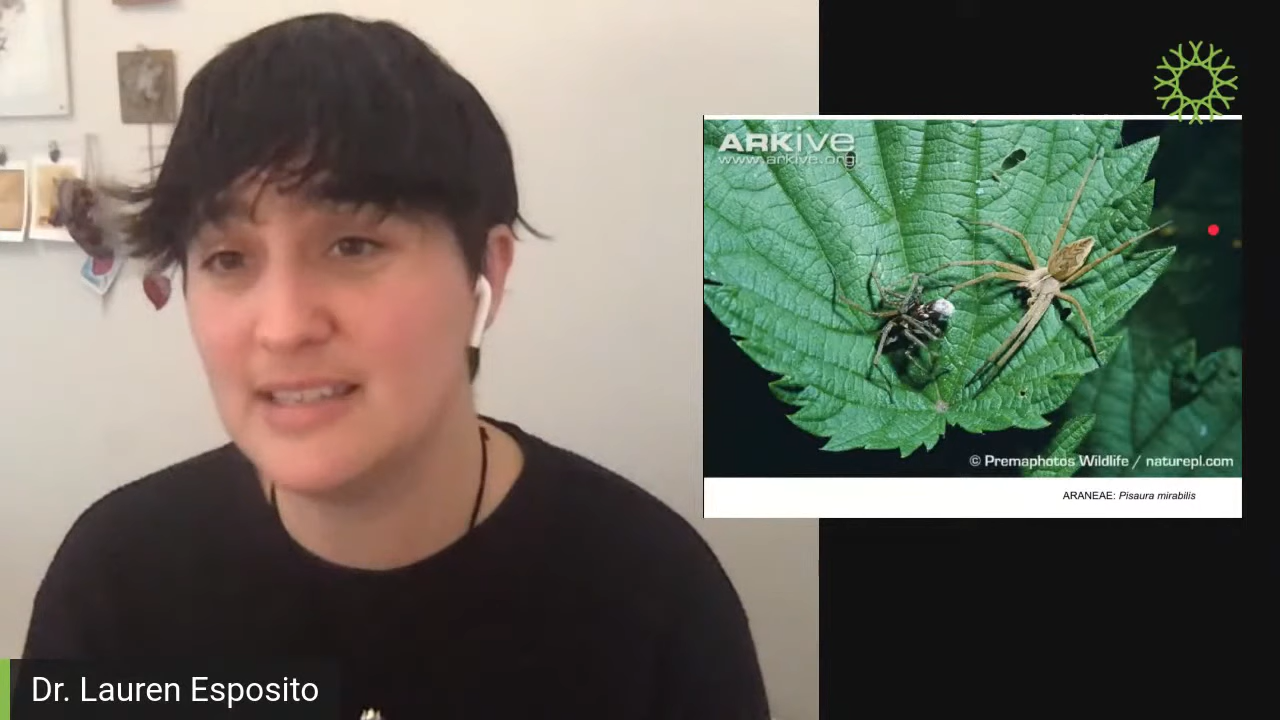 ARKive
www.arkive.org
© Premaphotos Wildlife / naturepl.com
ARANEAE: Pisaura mirabilis
Dr. Lauren Esposito